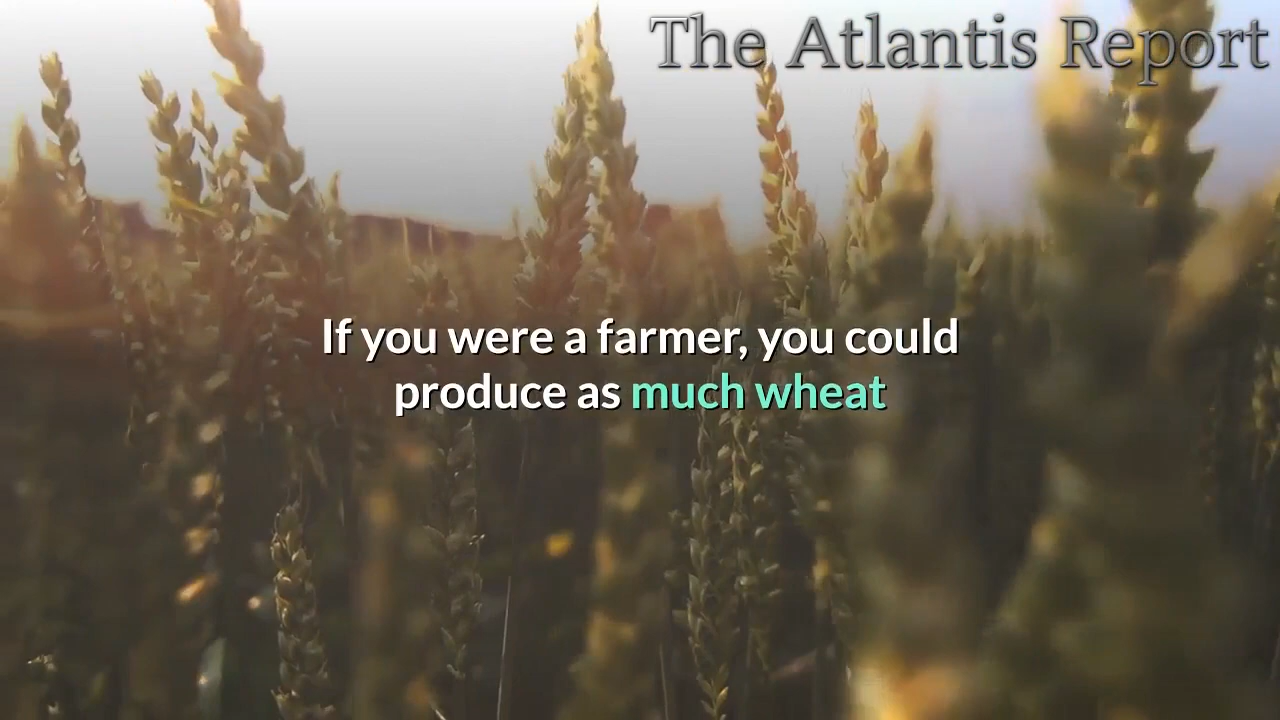 The Atlantis Report
If you were a farmer, you could
produce as much wheat